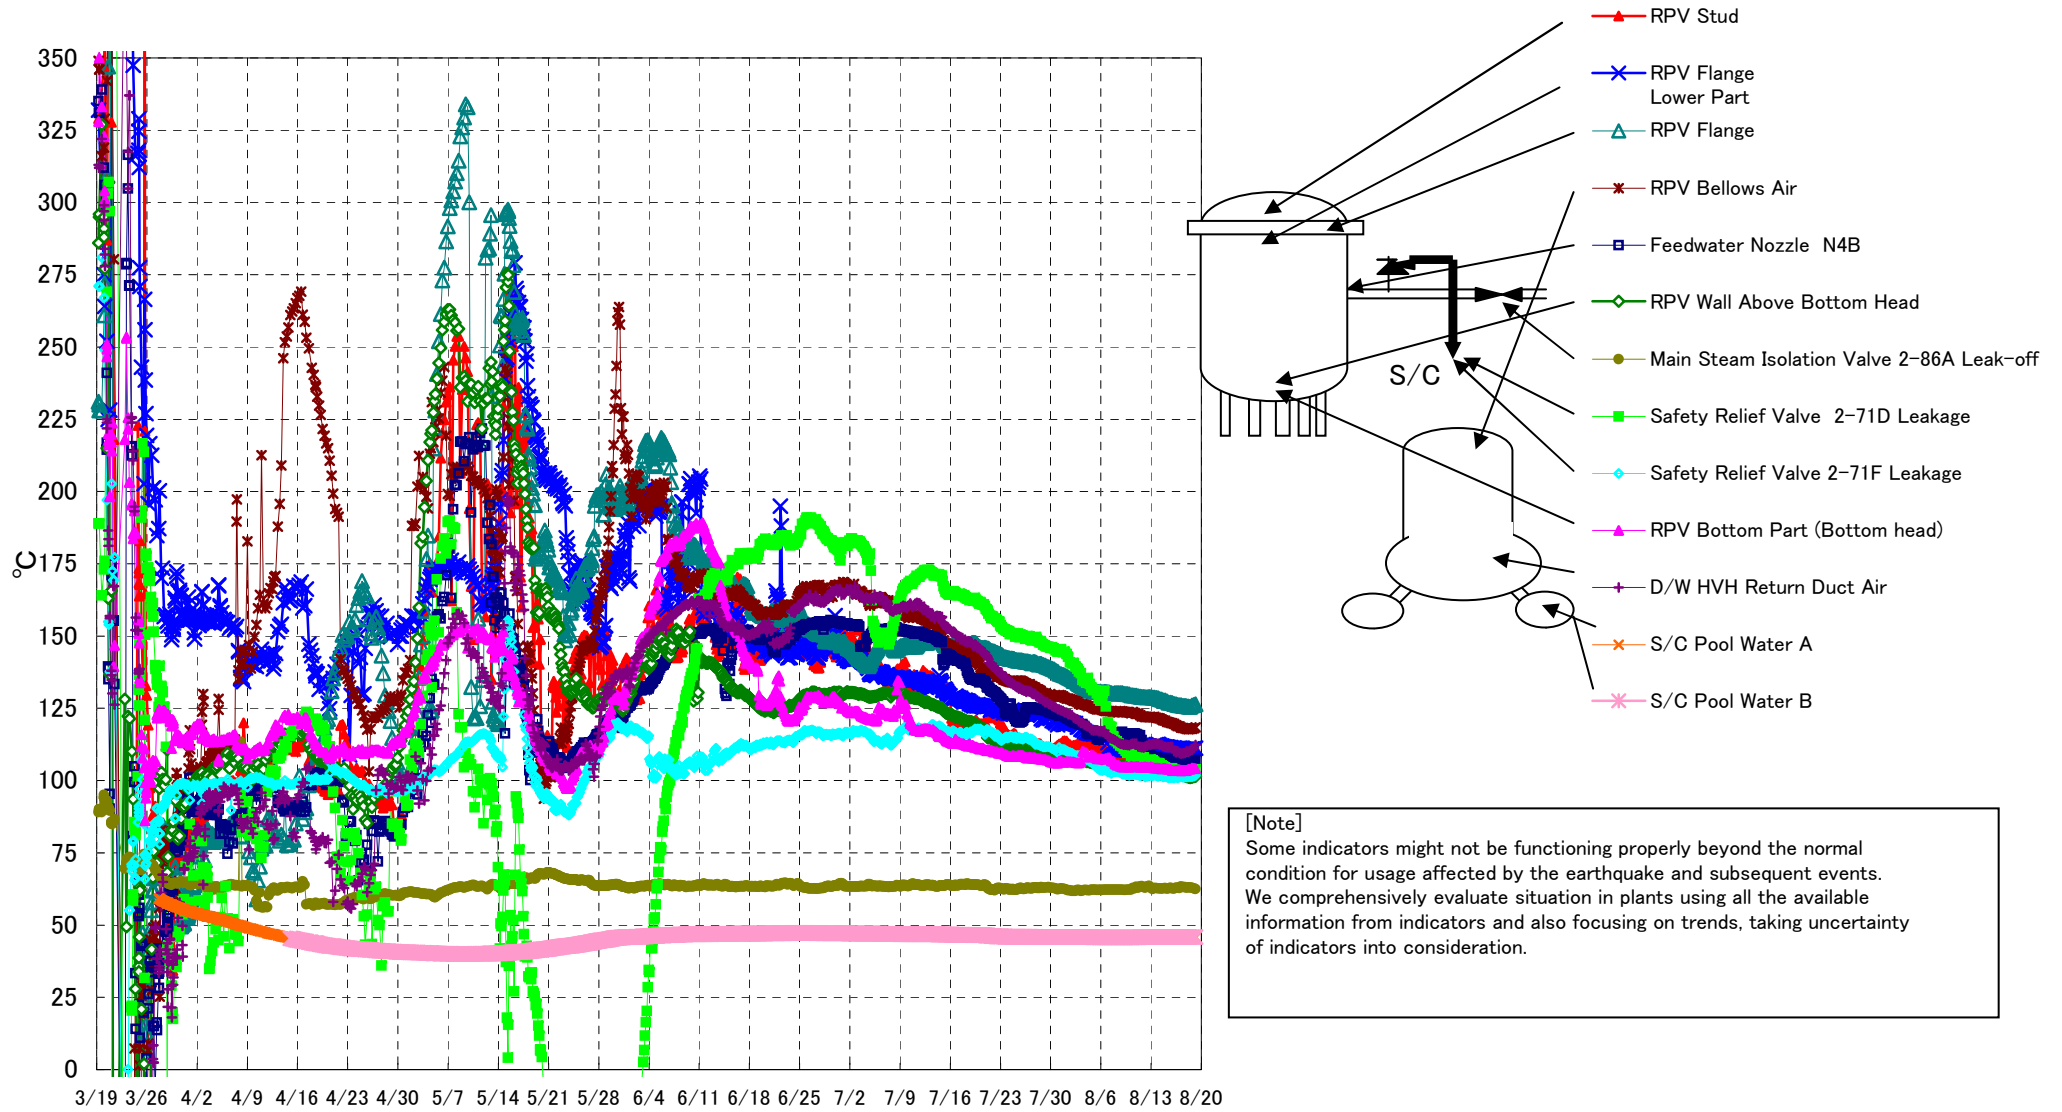 350
325
300
275
250
225
200
175
150
125
100
75
50
25
0
℃
3/19 3/26 4/2 4/9 4/16 4/23 4/30 5/7 5/14 5/21 5/28 6/4 6/11 6/18 6/25 7/2 7/9 7/16 7/23 7/30 8/6 8/13 8/20
RPV Stud
RPV Flange
Lower Part
RPV Flange
RPV Bellows Air
Feedwater Nozzle N4B
RPV Wall Above Bottom Head
Main Steam Isolation Valve 2-86A Leak-off
Safety Relief Valve 2-71D Leakage
Safety Relief Valve 2-71F Leakage
RPV Bottom Part (Bottom head)
D/W HVH Return Duct Air
S/C Pool Water A
S/C Pool Water B
S/C
[Note]
Some indicators might not be functioning properly beyond the normal
condition for usage affected by the earthquake and subsequent events.
We comprehensively evaluate situation in plants using all the available
information from indicators and also focusing on trends, taking uncertainty
of indicators into consideration.